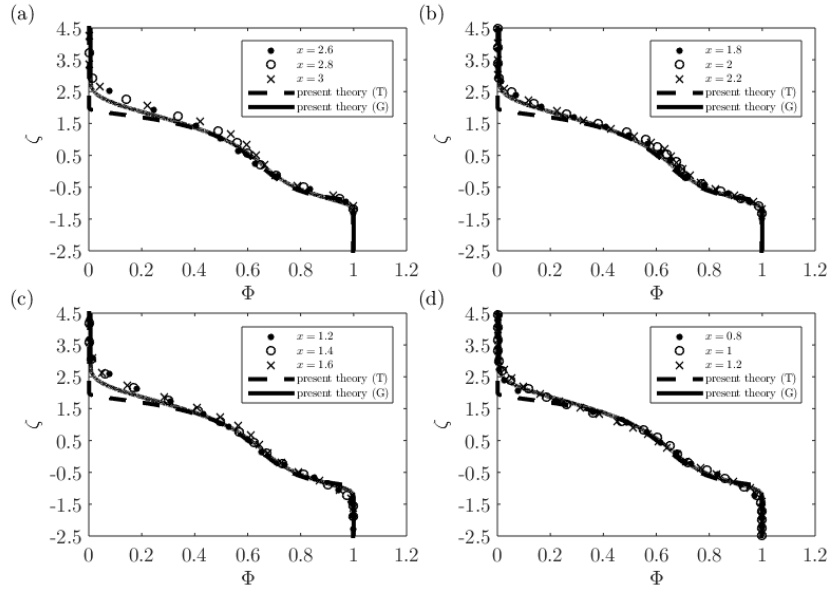 (a)
4.5
3.5
2.5
1.5
0.5
-0.5
-1.5
-2.5
ζ
0 0.2 0.4 0.6 0.8 1 1.2
Φ
x = 2.6
x = 2.8
x = 3
present theory (T)
present theory (G)
(b)
4.5
3.5
2.5
1.5
0.5
-0.5
-1.5
-2.5
ζ
0 0.2 0.4 0.6 0.8 1 1.2
Φ
x = 1.8
x = 2
x = 2.2
present theory (T)
present theory (G)
(c)
4.5
3.5
2.5
1.5
0.5
-0.5
-1.5
-2.5
ζ
0 0.2 0.4 0.6 0.8 1 1.2
Φ
x = 1.2
x = 1.4
x = 1.6
present theory (T)
present theory (G)
(d)
4.5
3.5
2.5
1.5
0.5
-0.5
-1.5
-2.5
ζ
0 0.2 0.4 0.6 0.8 1 1.2
Φ
x = 0.8
x = 1
x = 1.2
present theory (T)
present theory (G)